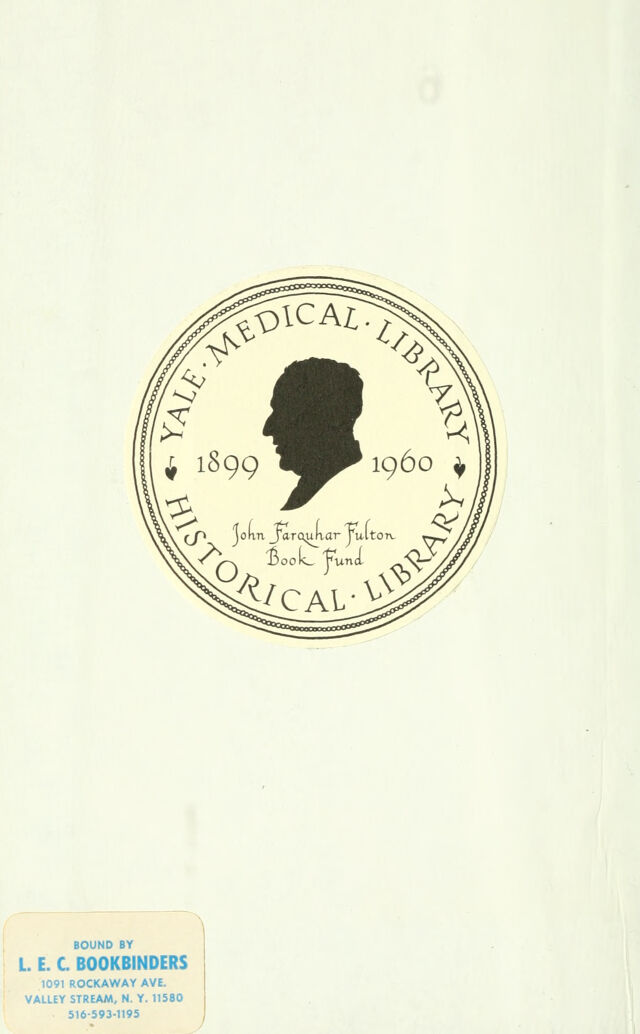 YALE · MEDICAL · LIBRARY
1899 1960
John Farquhar Fulton
Book Fund
HISTORICAL · LIBRARY
BOUND BY
L. E. C. BOOKBINDERS
1091 ROCKAWAY AVE.
VALLEY STREAM, N. Y. 11580
516-593-1195